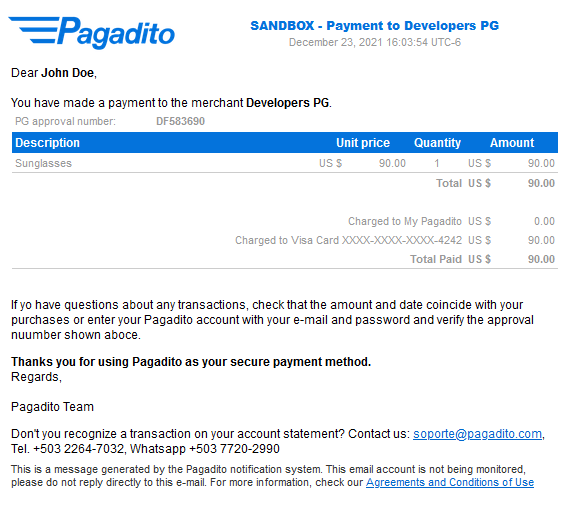 Pagadito
SANDBOX - Payment to Developers PG
December 23, 2021 16:03:54 UTC-6
Dear John Doe,
You have made a payment to the merchant Developers PG.
PG approval number: DF583690
Description Unit price Quantity Amount
Sunglasses US $ 90.00 1 US $ 90.00
Total US $ 90.00
Charged to My Pagadito US $ 0.00
Charged to Visa Card XXXX-XXXX-XXXX-4242 US $ 90.00
Total Paid US $ 90.00
If yo have questions about any transactions, check that the amount and date coincide with your
purchases or enter your Pagadito account with your e-mail and password and verify the approval
nuumber shown aboce.
Thanks you for using Pagadito as your secure payment method.
Regards,
Pagadito Team
Don't you recognize a transaction on your account statement? Contact us: soporte@pagadito.com,
Tel. +503 2264-7032, Whatsapp +503 7720-2990
This is a message generated by the Pagadito notification system. This email account is not being monitored,
please do not reply directly to this e-mail. For more information, check our Agreements and Conditions of Use